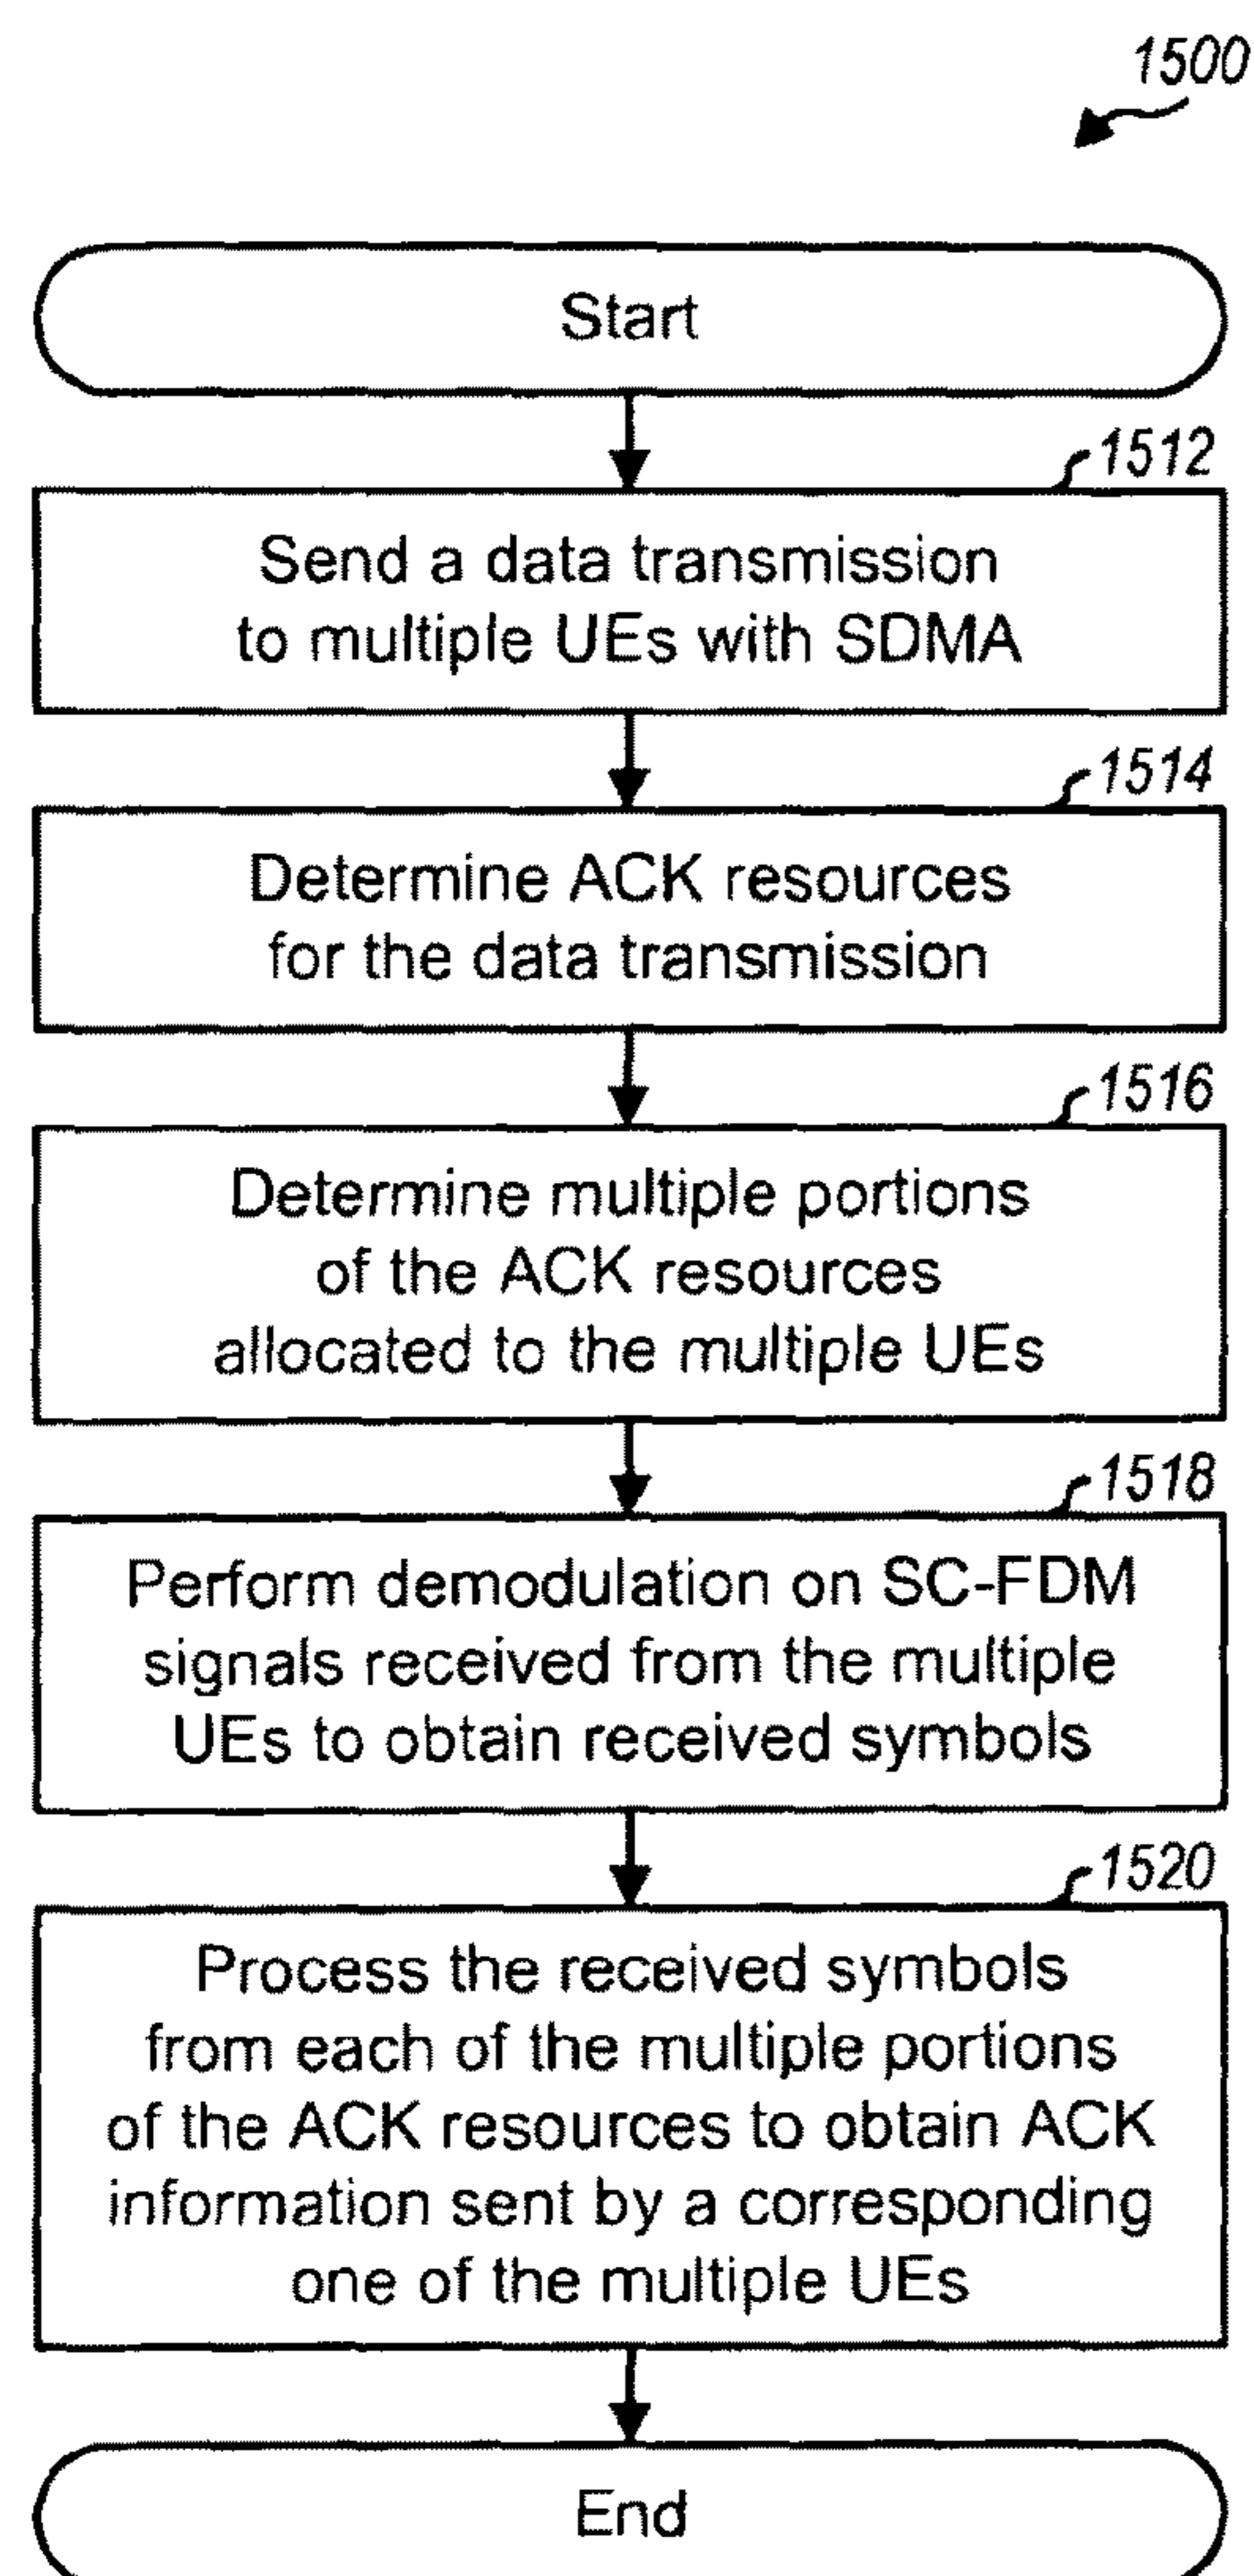 1500
Start
1512
Send a data transmission
to multiple UEs with SDMA
1514
Determine ACK resources
for the data transmission
1516
Determine multiple portions
of the ACK resources
allocated to the multiple UEs
1518
Perform demodulation on SC-FDM
signals received from the multiple
UEs to obtain received symbols
1520
Process the received symbols
from each of the multiple portions
of the ACK resources to obtain ACK
information sent by a corresponding
one of the multiple UEs
End